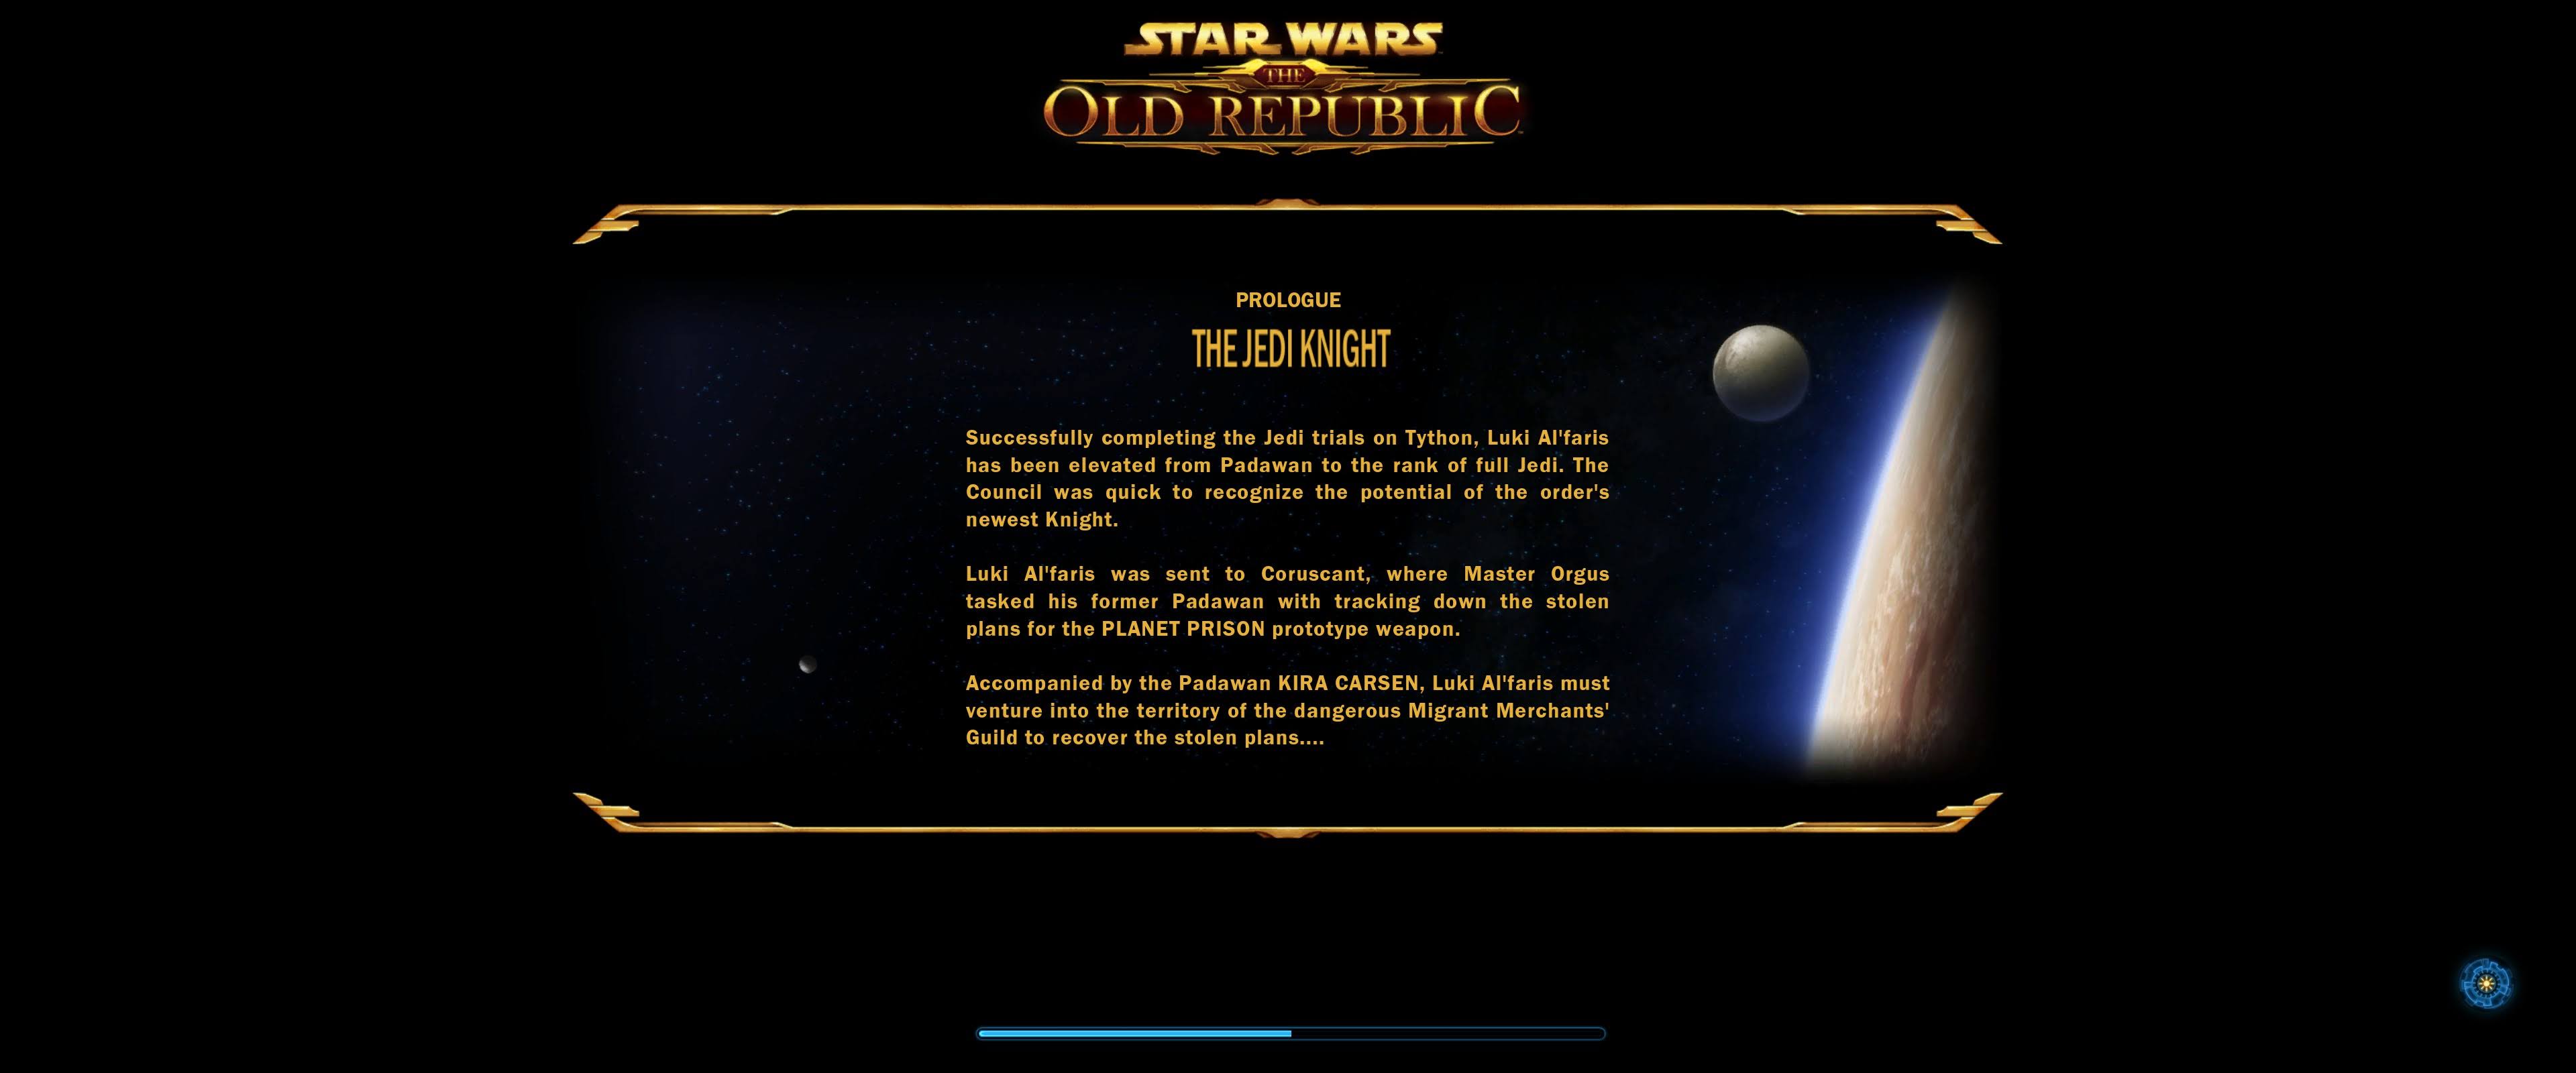 STAR WARS
THE
OLD REPUBLIC
PROLOGUE
THE JEDI KNIGHT
Successfully completing the Jedi trials on Tython, Luki Al'faris
has been elevated from Padawan to the rank of full Jedi. The
Council was quick to recognize the potential of the order's
newest Knight.
Luki Al'faris was sent to Coruscant, where Master Orgus
tasked his former Padawan with tracking down the stolen
plans for the PLANET PRISON prototype weapon.
Accompanied by the Padawan KIRA CARSEN, Luki Al'faris must
venture into the territory of the dangerous Migrant Merchants'
Guild to recover the stolen plans....